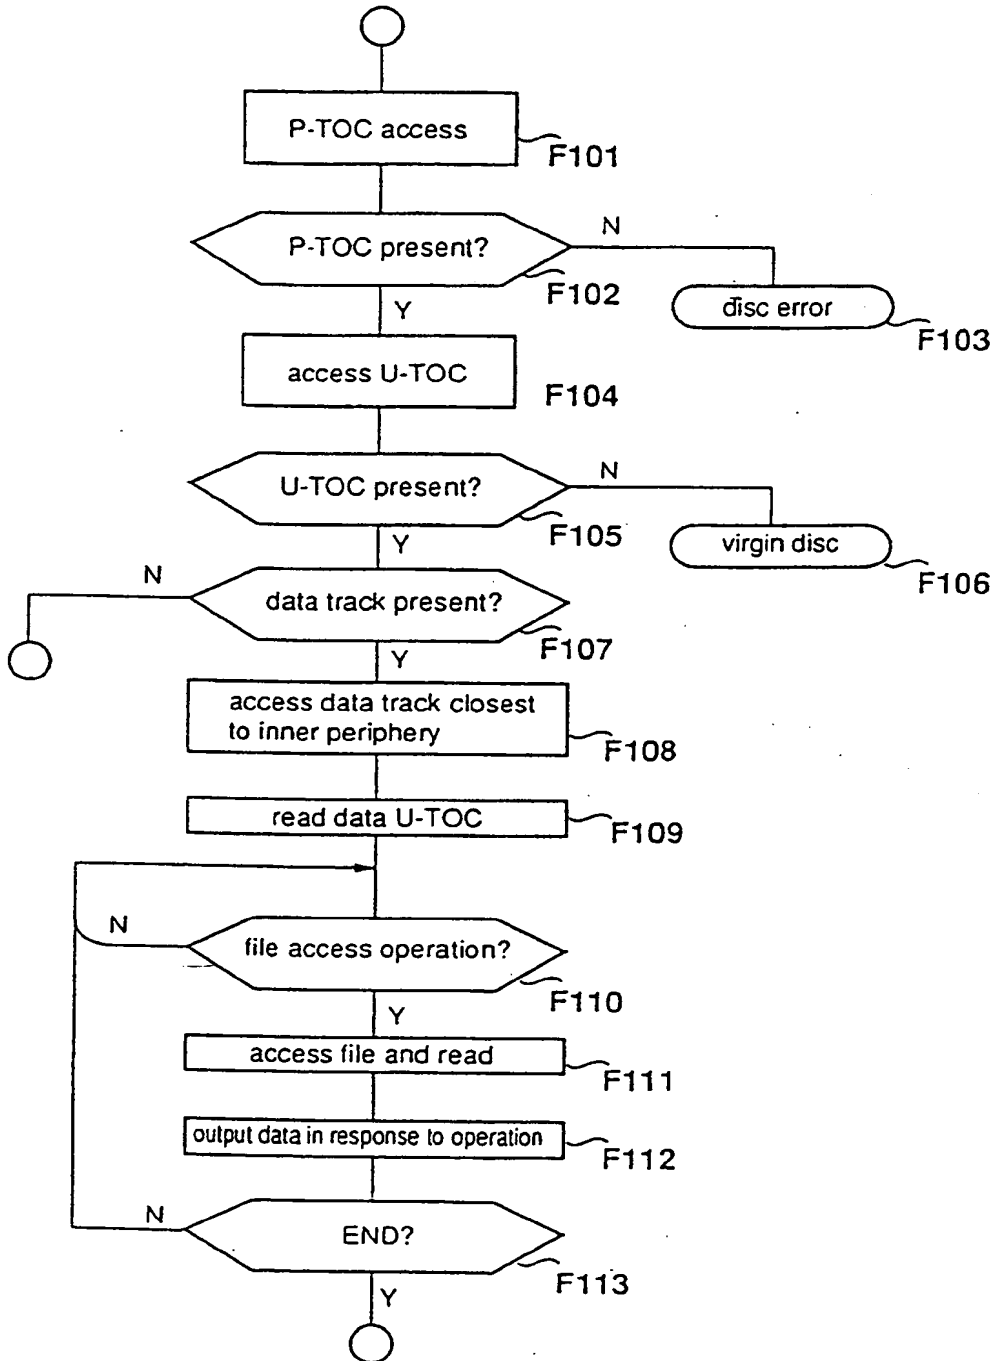 P-TOC access
F101
P-TOC present?
N
F102
Y
disc error
F103
access U-TOC
F104
U-TOC present?
N
F105
Y
virgin disc
F106
N
data track present?
F107
Y
access data track closest
to inner periphery
F108
read data U-TOC
F109
N
file access operation?
F110
Y
access file and read
F111
output data in response to operation
F112
N
END?
F113
Y